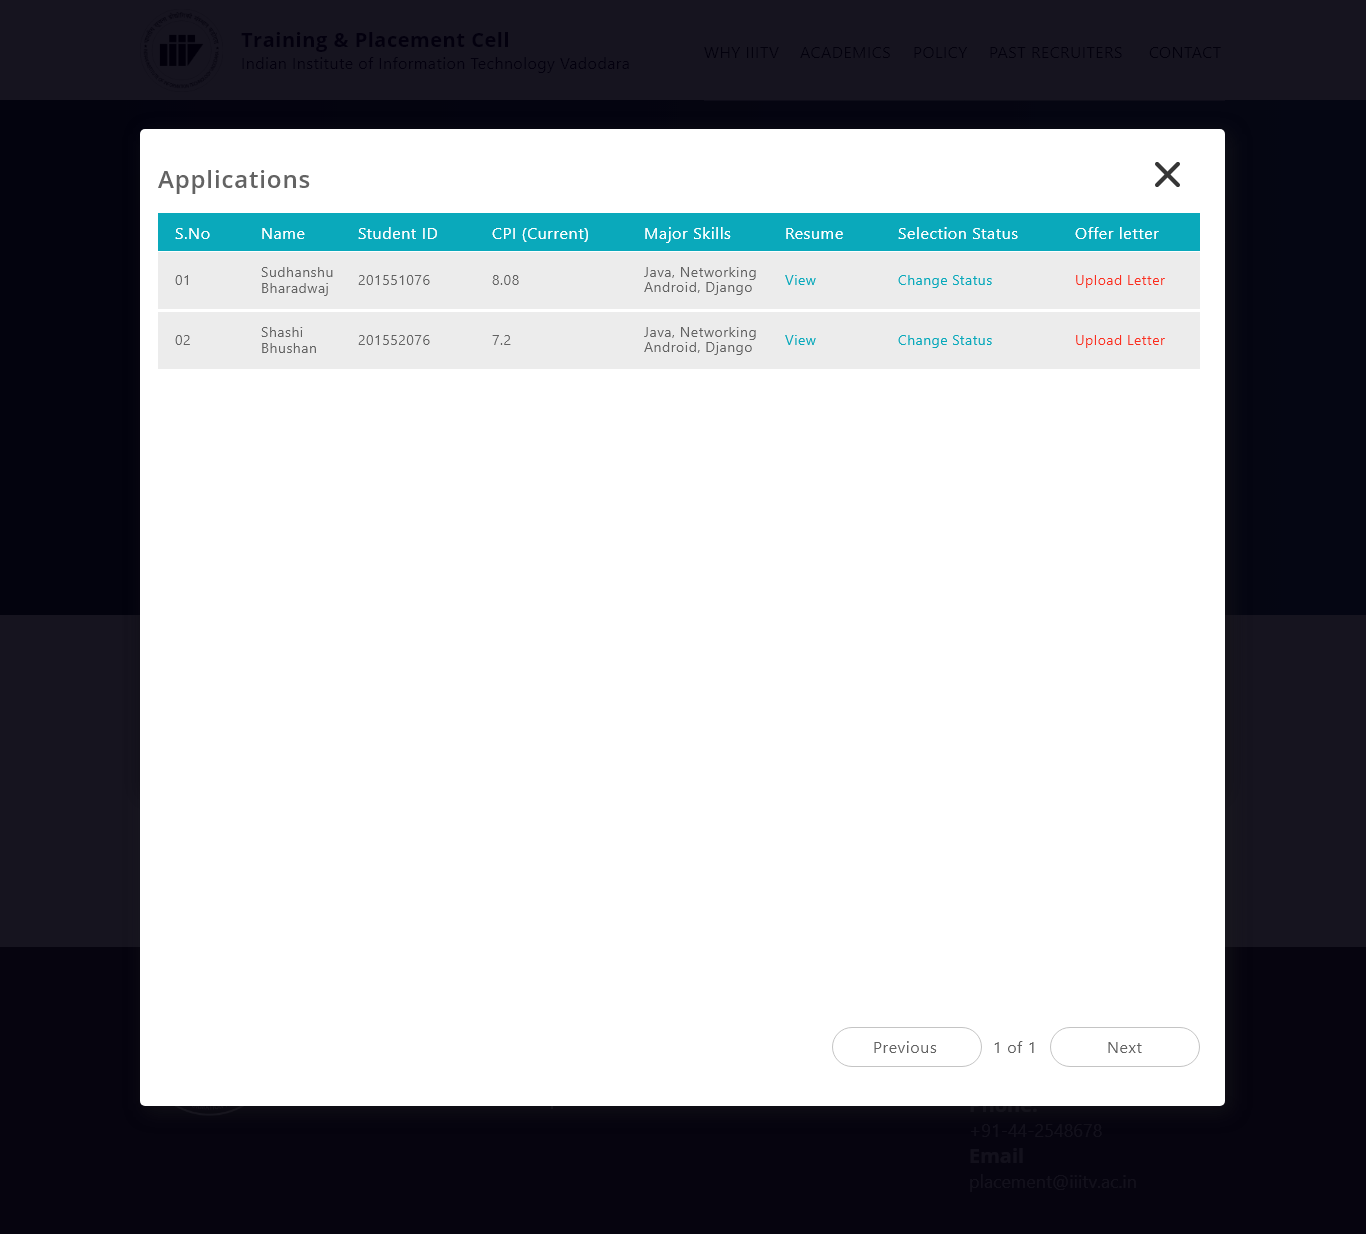 Training & Placement Cell
Indian Institute of Information Technology Vadodara
WHY IIITV ACADEMICS POLICY PAST RECRUITERS CONTACT
Applications
S.No Name Student ID CPI (Current) Major Skills Resume Selection Status Offer letter
01 Sudhanshu Bharadwaj 201551076 8.08 Java, Networking Android, Django View Change Status Upload Letter
02 Shashi Bhushan 201552076 7.2 Java, Networking Android, Django View Change Status Upload Letter
Previous 1 of 1 Next
Phone:
+91-44-2548678
Email
placement@iiitv.ac.in